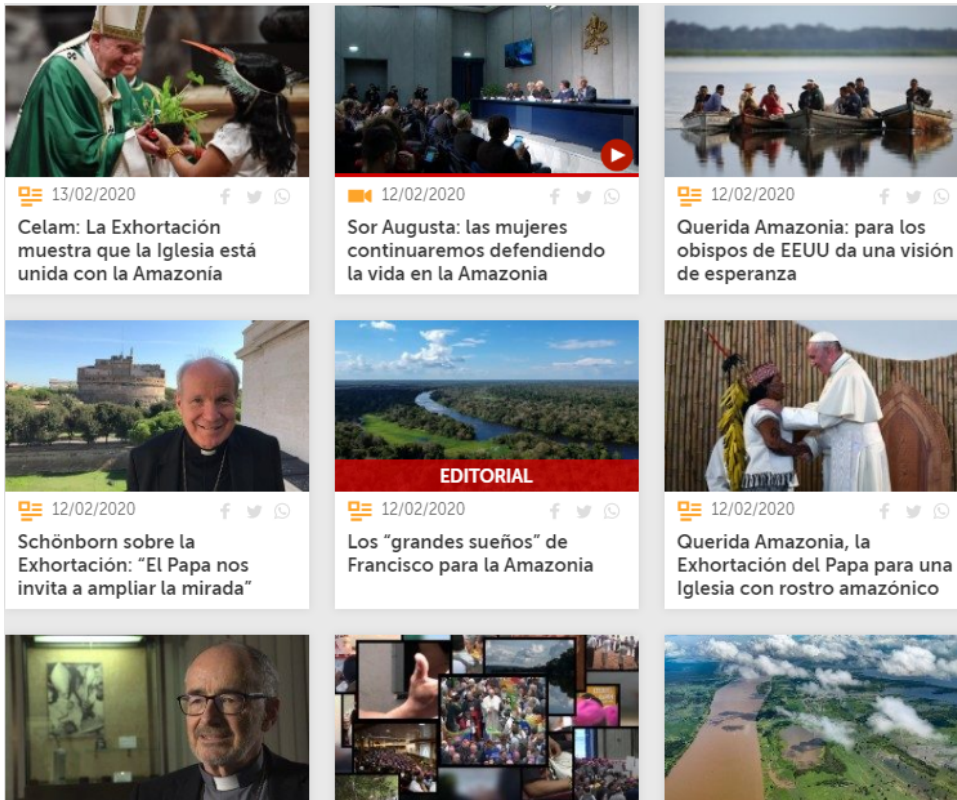 13/02/2020
Celam: La Exhortación
muestra que la Iglesia está
unida con la Amazonía
12/02/2020
Sor Augusta: las mujeres
continuaremos defendiendo
la vida en la Amazonia
12/02/2020
Querida Amazonia: para los
obispos de EEUU da una visión
de esperanza
12/02/2020
Schönborn sobre la
Exhortación: “El Papa nos
invita a ampliar la mirada”
EDITORIAL
12/02/2020
Los “grandes sueños” de
Francisco para la Amazonia
12/02/2020
Querida Amazonia, la
Exhortación del Papa para una
Iglesia con rostro amazónico